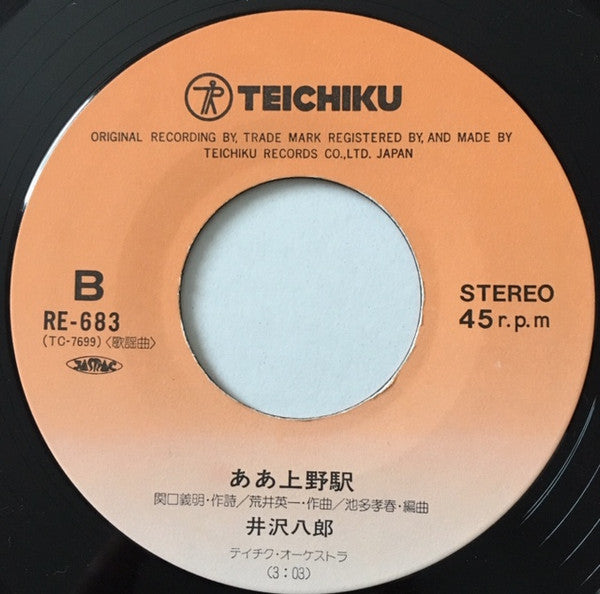 TEICHIKU
ORIGINAL RECORDING BY, TRADE MARK REGISTERED BY, AND MADE BY
TEICHIKU RECORDS CO.,LTD. JAPAN
B
RE-683
(TC-7699)〈歌謡曲〉
JASRAC
STEREO
45 r.p.m
ああ上野駅
関口義明・作詩/荒井英一・作曲/池多孝春・編曲
井沢八郎
テイチク・オーケストラ
(3:03)